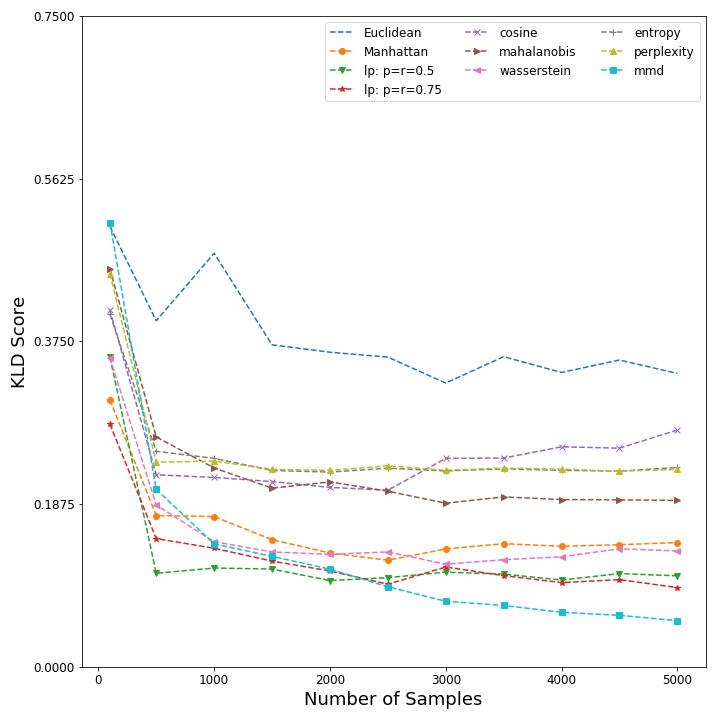 0.7500
0.5625
0.3750
0.1875
0.0000
KLD Score
Euclidean
Manhattan
lp: p=r=0.5
lp: p=r=0.75
cosine
mahalanobis
wasserstein
entropy
perplexity
mmd
0 1000 2000 3000 4000 5000
Number of Samples